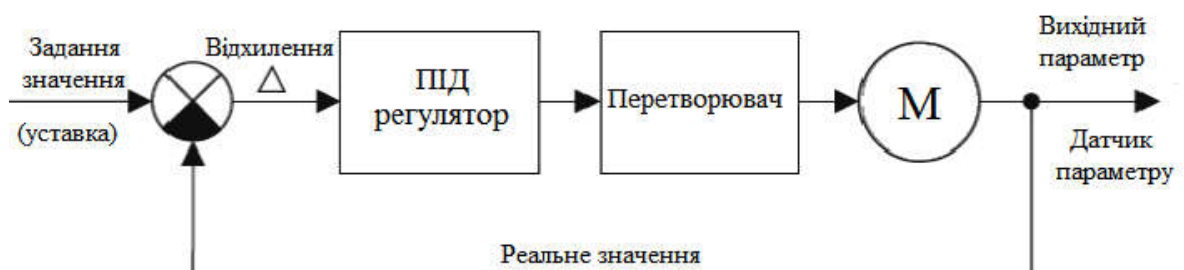 Задання
значення
(уставка)
Відхилення
ПІД
регулятор
Перетворювач
М
Вихідний
параметр
Датчик
параметру
Реальне значення